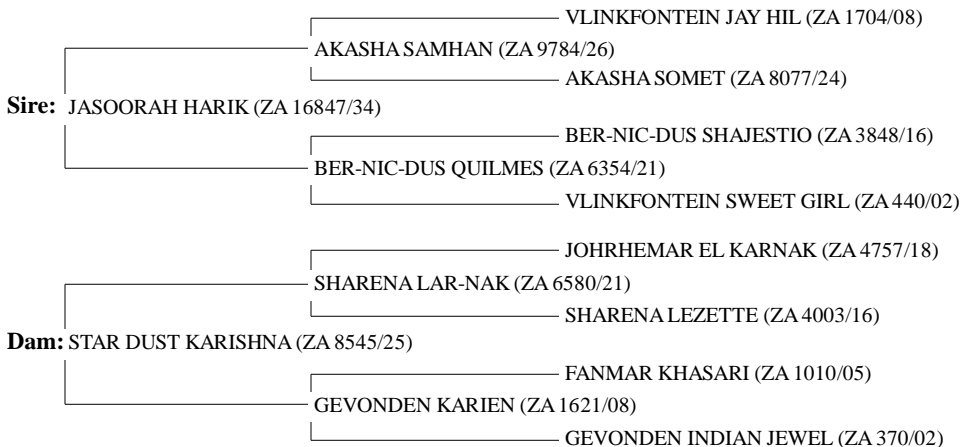 VLINKFONTEIN JAY HIL (ZA 1704/08)
AKASHA SAMHAN (ZA 9784/26)
AKASHA SOMET (ZA 8077/24)
Sire: JASOORAH HARIK (ZA 16847/34)
BER-NIC-DUS SHAJESTIO (ZA 3848/16)
BER-NIC-DUS QUILMES (ZA 6354/21)
VLINKFONTEIN SWEET GIRL (ZA 440/02)
JOHRHEMAR EL KARNAK (ZA 4757/18)
SHARENA LAR-NAK (ZA 6580/21)
SHARENA LEZETTE (ZA 4003/16)
Dam: STAR DUST KARISHNA (ZA 8545/25)
FANMAR KHASARI (ZA 1010/05)
GEVONDEN KARIEN (ZA 1621/08)
GEVONDEN INDIAN JEWEL (ZA 370/02)